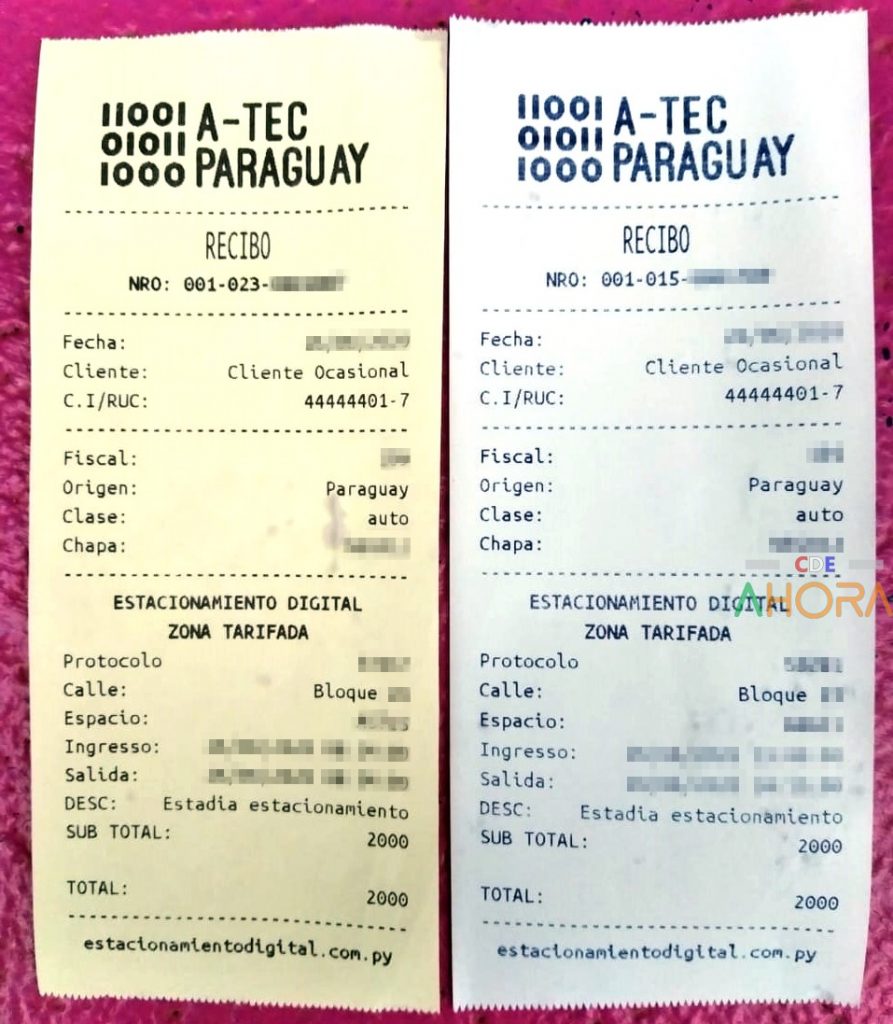 11001
01011
1000
A-TEC
PARAGUAY
RECIBO
NRO: 001-023-
Fecha:
Cliente: Cliente Ocasional
C.I/RUC: 44444401-7
Fiscal:
Origen: Paraguay
Clase: auto
Chapa:
ESTACIONAMIENTO DIGITAL
ZONA TARIFADA
Protocolo
Calle: Bloque
Espacio:
Ingresso:
Salida:
DESC: Estadia estacionamiento
SUB TOTAL: 2000
TOTAL: 2000
estacionamientodigital.com.py
11001
01011
1000
A-TEC
PARAGUAY
RECIBO
NRO: 001-015-
Fecha:
Cliente: Cliente Ocasional
C.I/RUC: 44444401-7
Fiscal:
Origen: Paraguay
Clase: auto
Chapa:
ESTACIONAMIENTO DIGITAL
ZONA TARIFADA
Protocolo
Calle: Bloque
Espacio:
Ingresso:
Salida:
DESC: Estadia estacionamiento
SUB TOTAL: 2000
TOTAL: 2000
estacionamientodigital.com.py
CDE
AHORA